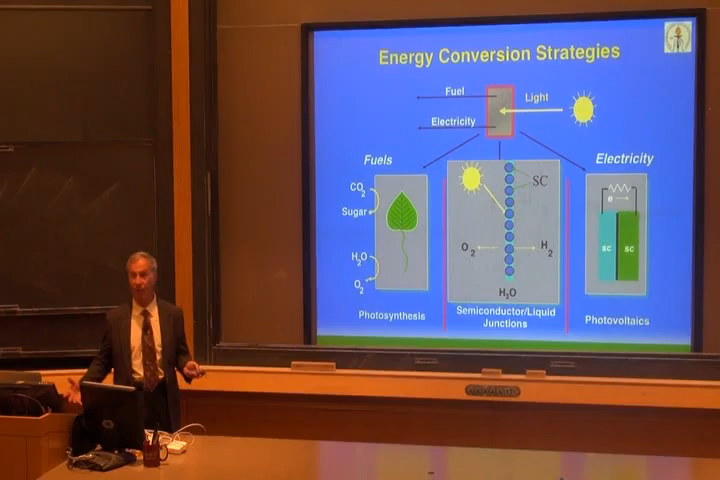 Energy Conversion Strategies
Fuel
Light
Electricity
Fuels
Electricity
CO2
Sugar
H2O
O2
SC
O2
H2
H2O
e
SC
SC
Photosynthesis
Semiconductor/Liquid
Junctions
Photovoltaics